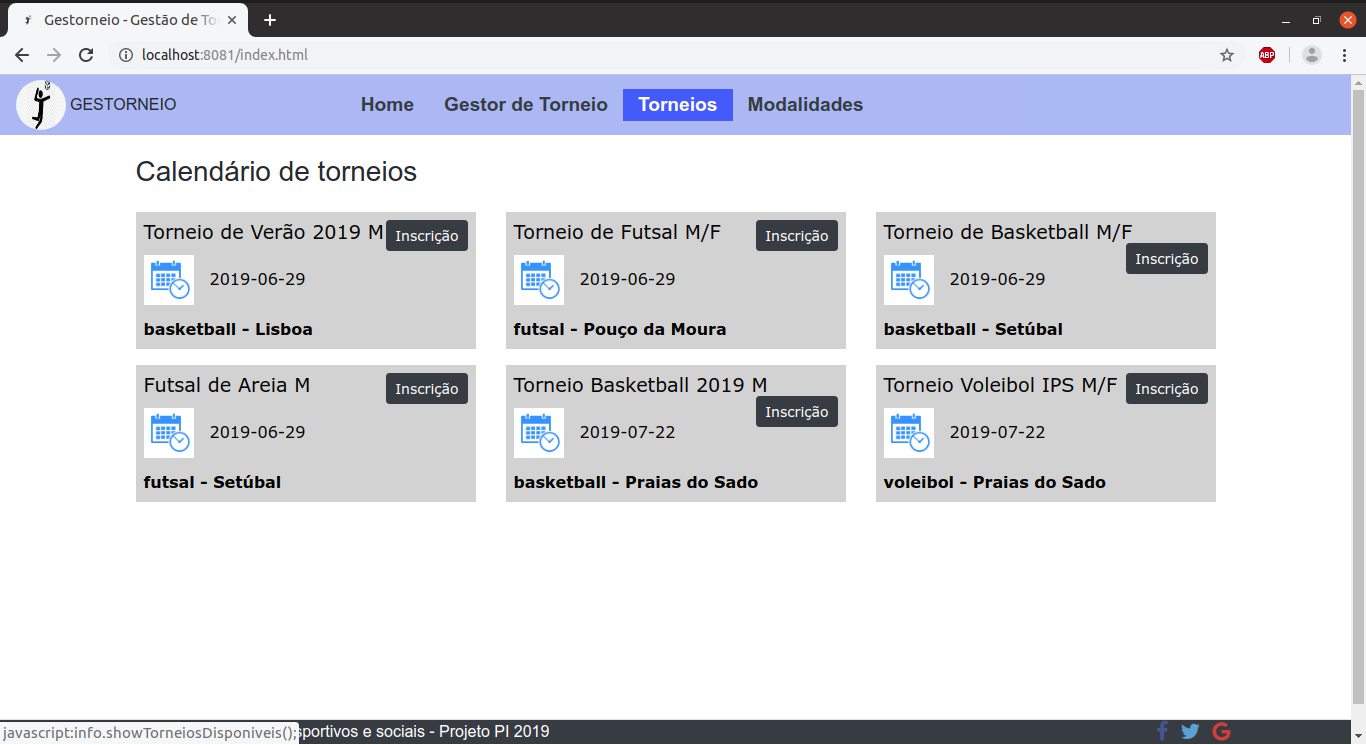 Gestorneio - Gestão de To
localhost:8081/index.html
ABP
GESTORNEIO
Home
Gestor de Torneio
Torneios
Modalidades
Calendário de torneios
Torneio de Verão 2019 M
Inscrição
2019-06-29
basketball - Lisboa
Torneio de Futsal M/F
Inscrição
2019-06-29
futsal - Pouço da Moura
Torneio de Basketball M/F
Inscrição
2019-06-29
basketball - Setúbal
Futsal de Areia M
Inscrição
2019-06-29
futsal - Setúbal
Torneio Basketball 2019 M
Inscrição
2019-07-22
basketball - Praias do Sado
Torneio Voleibol IPS M/F
Inscrição
2019-07-22
voleibol - Praias do Sado
javascript:info.showTorneiosDisponiveis();
sportivos e sociais - Projeto PI 2019